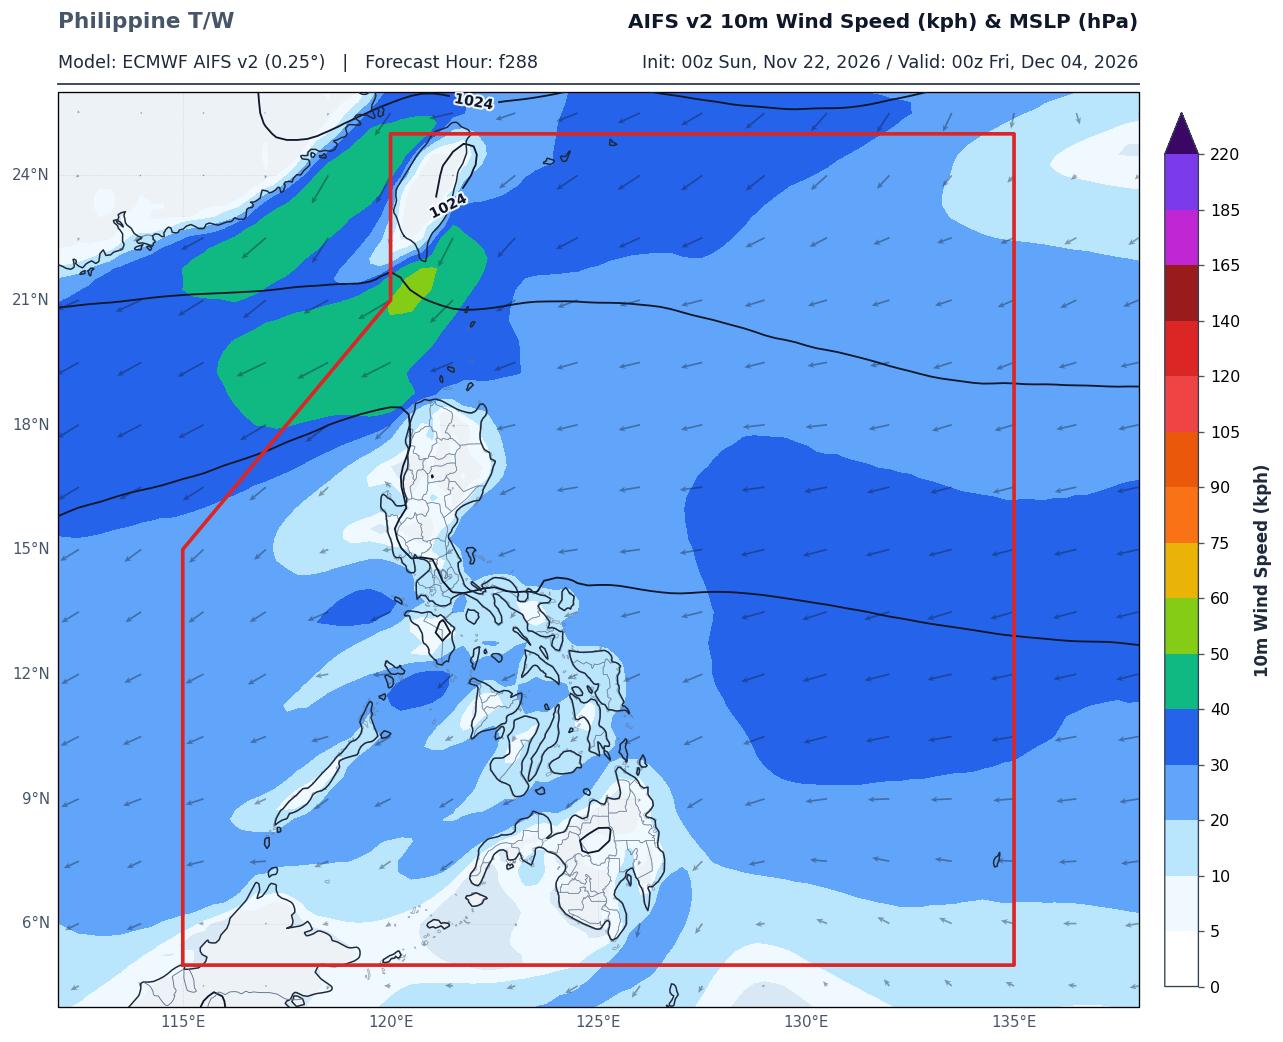 Philippine T/W
AIFS v2 10m Wind Speed (kph) & MSLP (hPa)
Model: ECMWF AIFS v2 (0.25°) | Forecast Hour: f288
Init: 00z Sun, Nov 22, 2026 / Valid: 00z Fri, Dec 04, 2026
1024
1024
24°N
21°N
18°N
15°N
12°N
9°N
6°N
115°E
120°E
125°E
130°E
135°E
220
185
165
140
120
105
90
75
60
50
40
30
20
10
5
0
10m Wind Speed (kph)